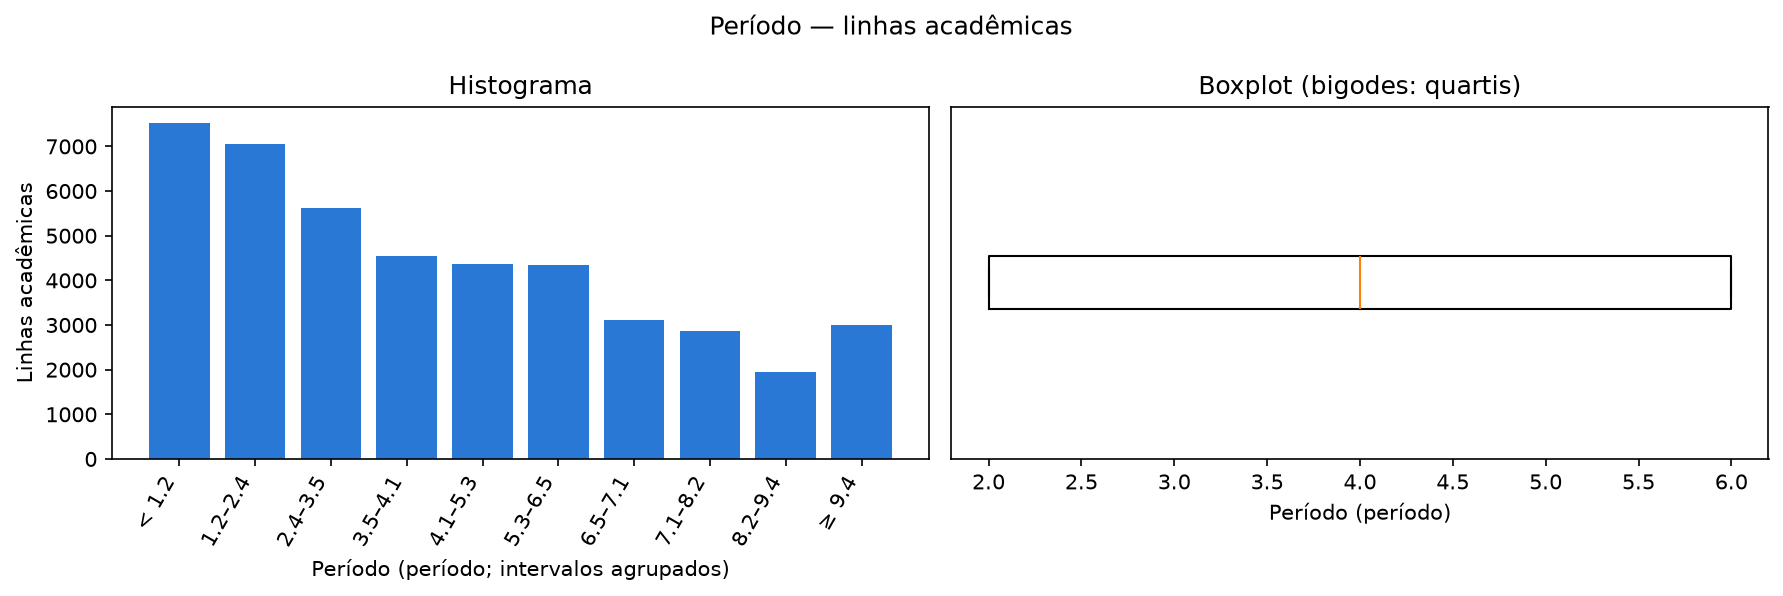 Período — linhas acadêmicas
Histograma
Linhas acadêmicas
7000
6000
5000
4000
3000
2000
1000
0
< 1.2
1.2–2.4
2.4–3.5
3.5–4.1
4.1–5.3
5.3–6.5
6.5–7.1
7.1–8.2
8.2–9.4
≥ 9.4
Período (período; intervalos agrupados)
Boxplot (bigodes: quartis)
2.0 2.5 3.0 3.5 4.0 4.5 5.0 5.5 6.0
Período (período)